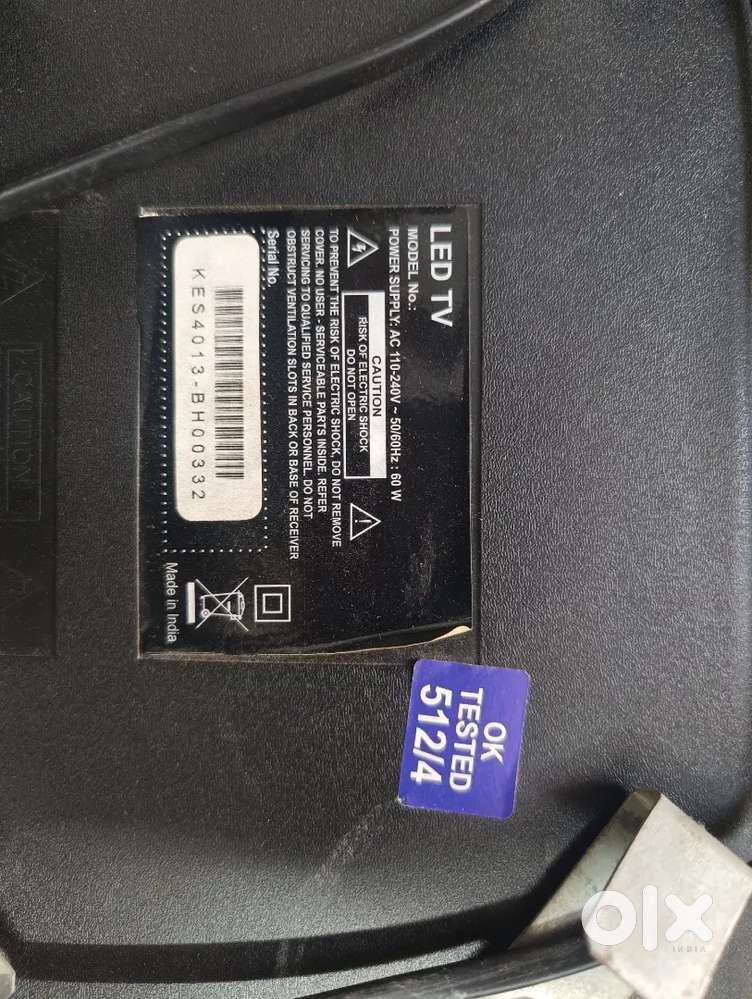 LED TV
MODEL No.:
POWER SUPPLY: AC 110-240V ~ 50/60Hz : 60 W
CAUTION
RISK OF ELECTRIC SHOCK
DO NOT OPEN
TO PREVENT THE RISK OF ELECTRIC SHOCK, DO NOT REMOVE
COVER. NO USER - SERVICEABLE PARTS INSIDE. REFER
SERVICING TO QUALIFIED SERVICE PERSONNEL. DO NOT
OBSTRUCT VENTILATION SLOTS IN BACK OR BASE OF RECEIVER
Serial No.
KES4013-BH00332
Made in India
OK
TESTED
512/4
olx
INDIA